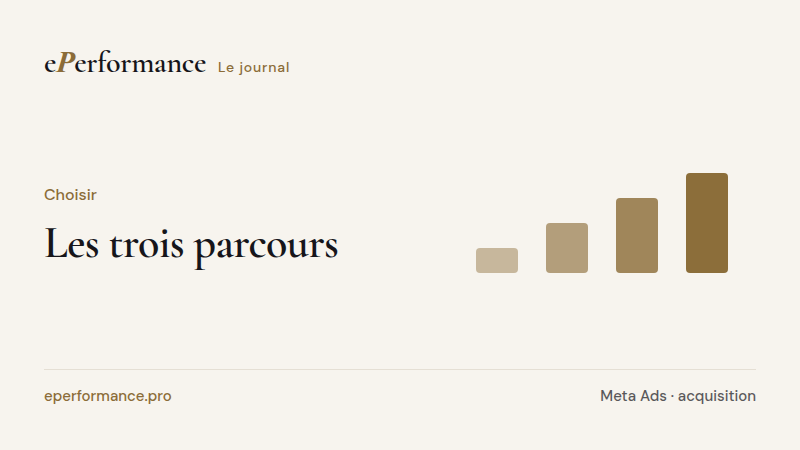 ePerformance Le journal
Choisir
Les trois parcours
eperformance.pro
Meta Ads · acquisition